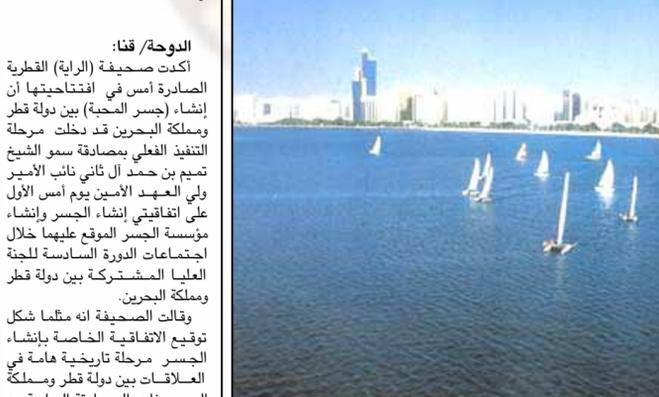 الدوحة/ قنا:
أكدت صحيفة (الراية) القطرية
الصادرة أمس في افتتاحيتها أن
إنشاء (جسر المحبة) بين دولة قطر
ومملكة البحرين قد دخلت مرحلة
التنفيذ الفعلي بمصادقة سمو الشيخ
تميم بن حمد آل ثاني نائب الأمير
ولي العهد الأمين يوم أمس الأول
على اتفاقيتي إنشاء الجسر وإنشاء
مؤسسة الجسر الموقع عليهما خلال
اجتماعات الدورة السادسة للجنة
العليا المشتركة بين دولة قطر
ومملكة البحرين.
وقالت الصحيفة انه مثلما شكل
توقيع الاتفاقية الخاصة بإنشاء
الجسر مرحلة تاريخية هامة في
العلاقات بين دولة قطر ومملكة